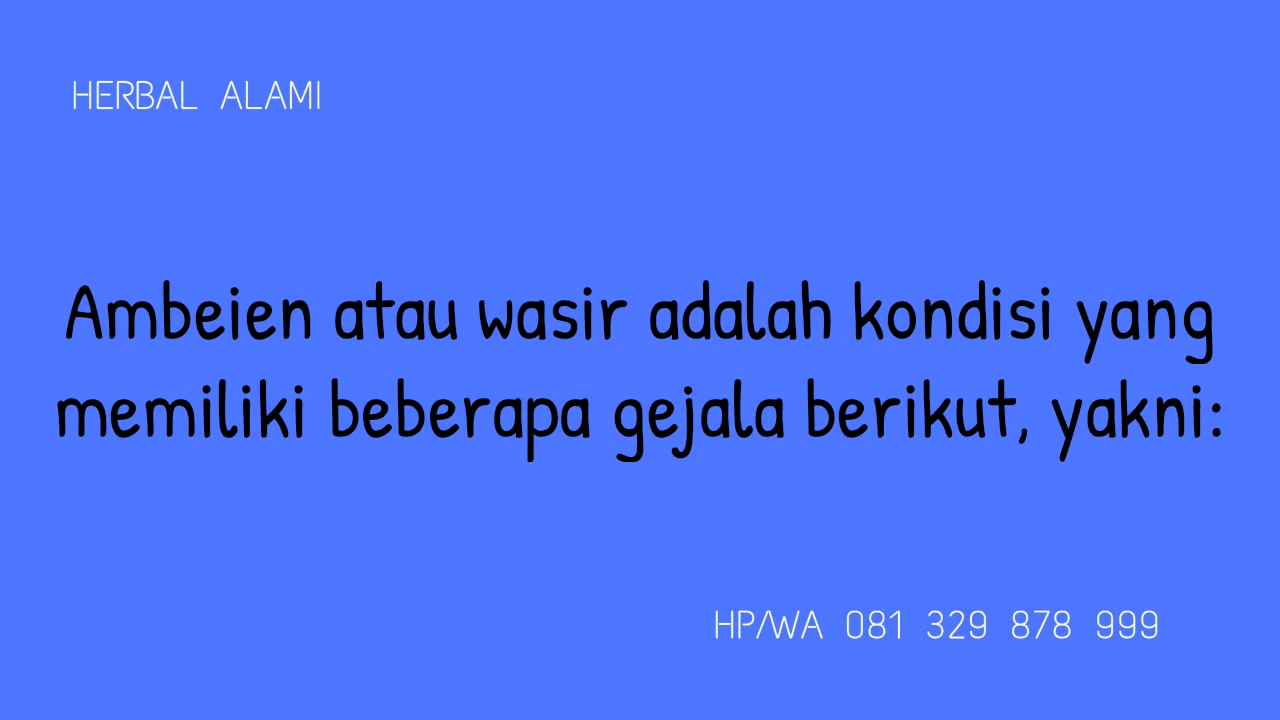 HERBAL ALAMI
Ambeien atau wasir adalah kondisi yang
memiliki beberapa gejala berikut, yakni:
HP/WA 081 329 878 999